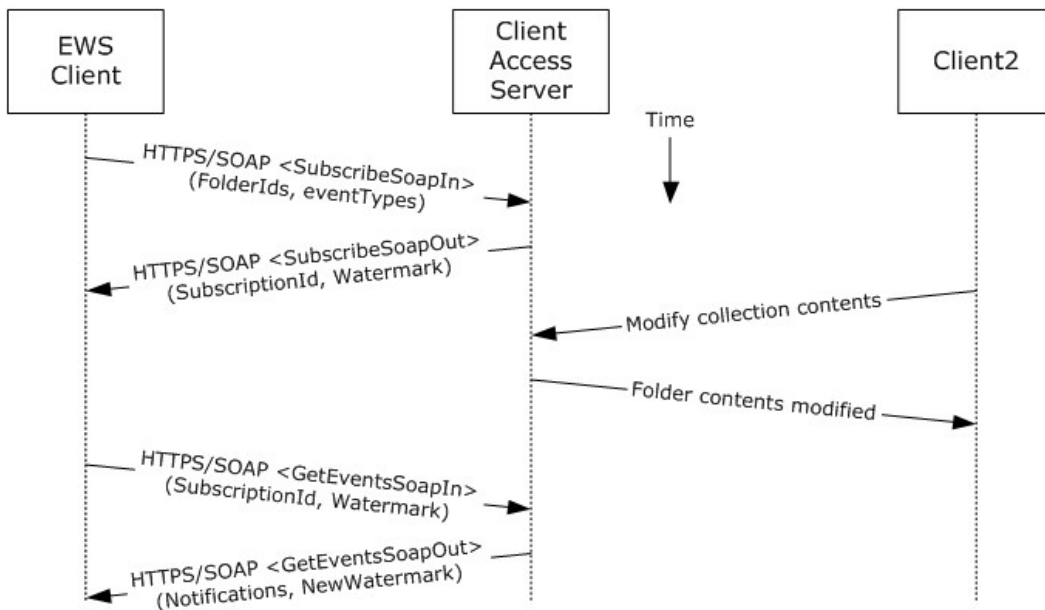 EWS
Client
Client
Access
Server
Client2
Time
HTTPS/SOAP <SubscribeSoapIn>
(FolderIds, eventTypes)
HTTPS/SOAP <SubscribeSoapOut>
(SubscriptionId, Watermark)
Modify collection contents
Folder contents modified
HTTPS/SOAP <GetEventsSoapIn>
(SubscriptionId, Watermark)
HTTPS/SOAP <GetEventsSoapOut>
(Notifications, NewWatermark)